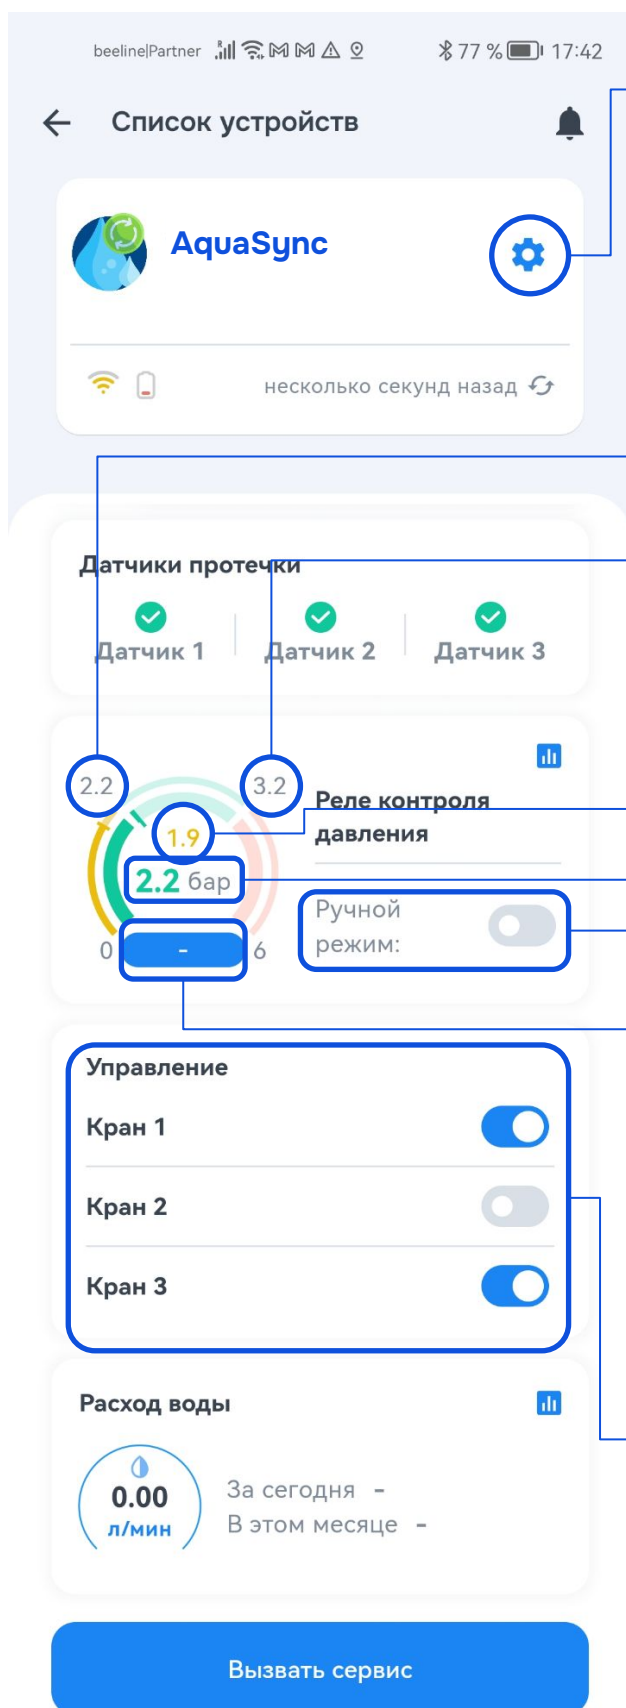 beeline|Partner 77 % 17:42
Список устройств
AquaSync
несколько секунд назад
Датчики протечки
Датчик 1 Датчик 2 Датчик 3
2.2 3.2
Реле контроля
давления
1.9
2.2 бар
Ручной
режим:
0 - 6
Управление
Кран 1
Кран 2
Кран 3
Расход воды
0.00
л/мин
За сегодня -
В этом месяце -
Вызвать сервис